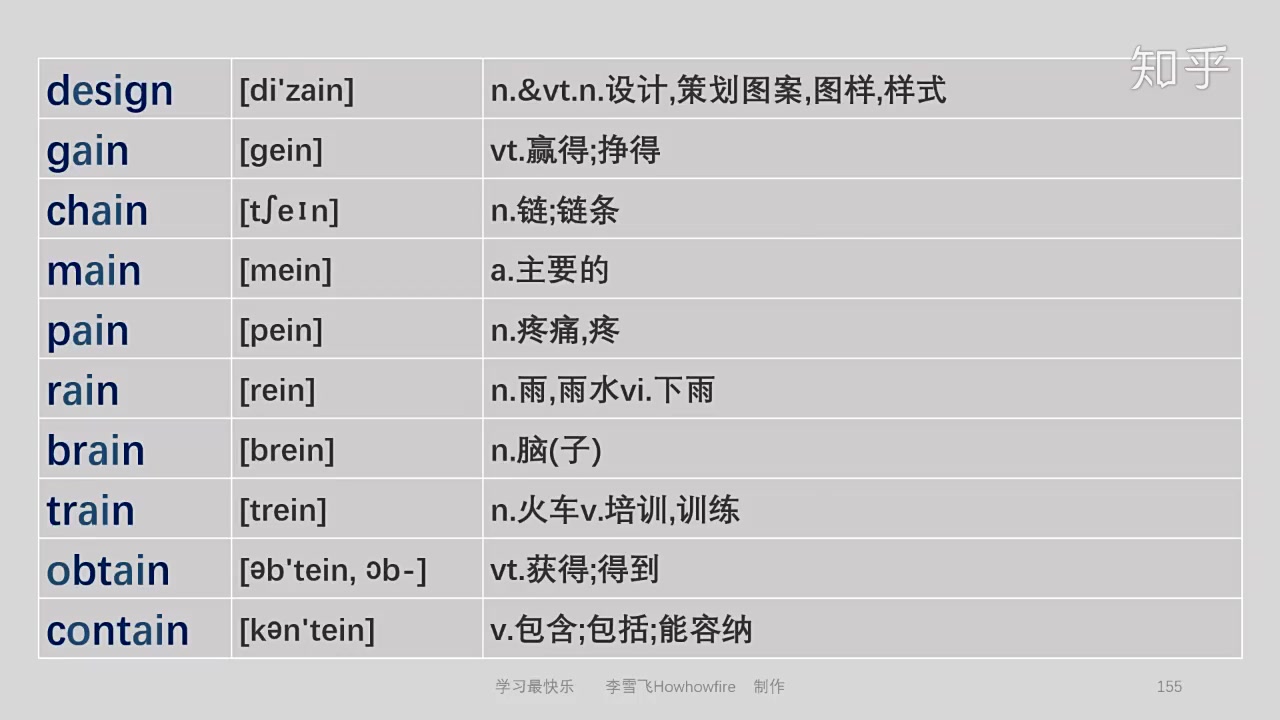 知乎
design [di'zain] n.&vt.n.设计,策划图案,图样,样式
gain [gein] vt.赢得;挣得
chain [tʃeɪn] n.链;链条
main [mein] a.主要的
pain [pein] n.疼痛,疼
rain [rein] n.雨,雨水vi.下雨
brain [brein] n.脑(子)
train [trein] n.火车v.培训,训练
obtain [əb'tein, ɔb-] vt.获得;得到
contain [kən'tein] v.包含;包括;能容纳
学习最快乐 李雪飞Howhowfire 制作 155